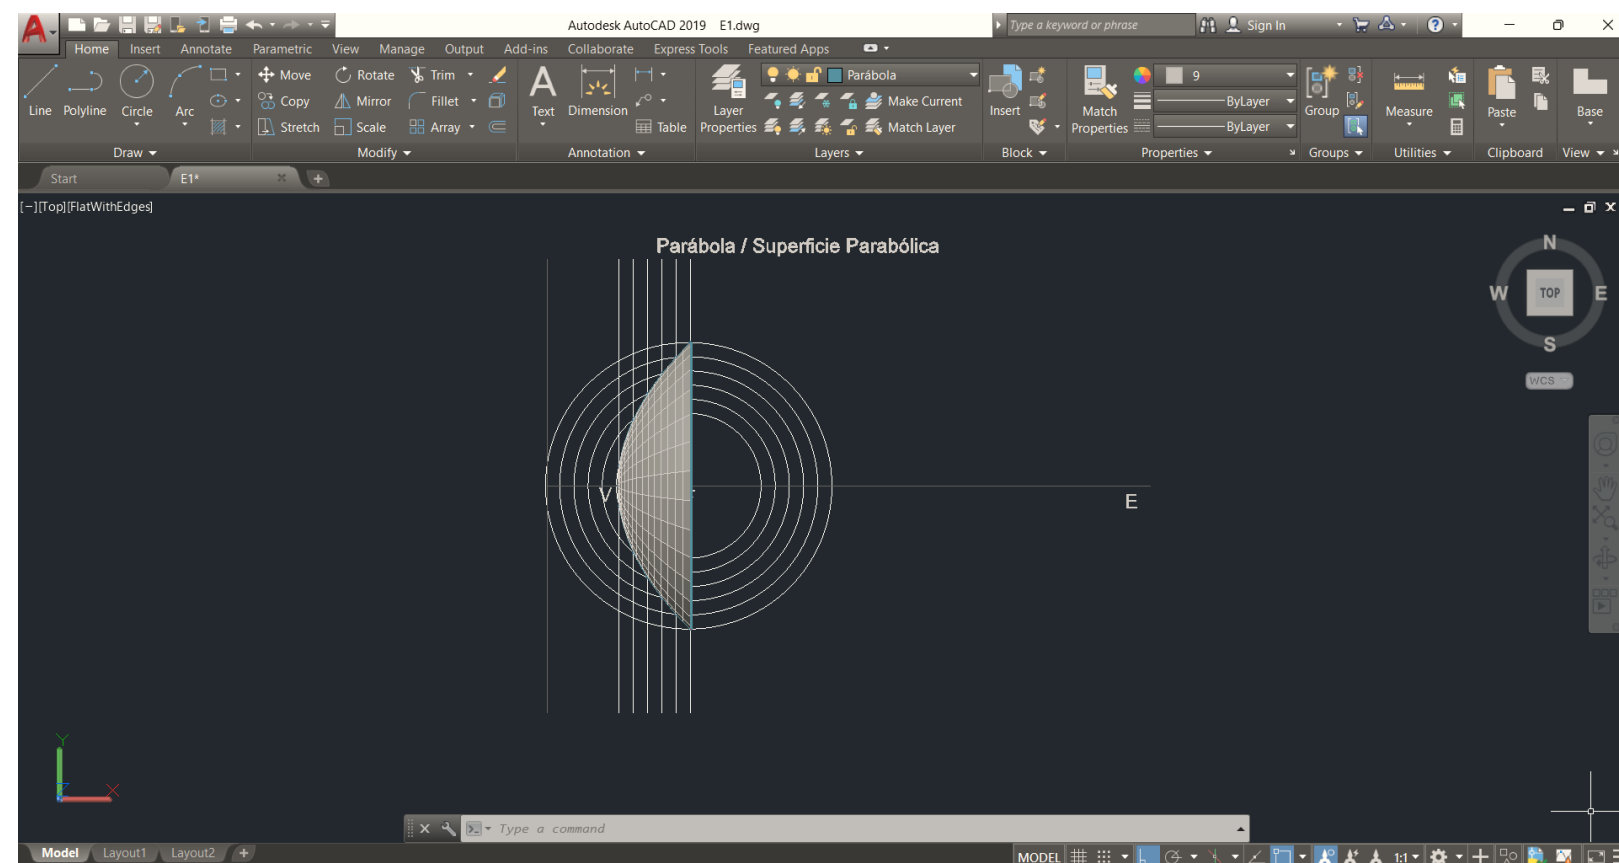 Autodesk AutoCAD 2019 E1.dwg
Type a keyword or phrase
Sign In
Home Insert Annotate Parametric View Manage Output Add-ins Collaborate Express Tools Featured Apps
Move Rotate Trim Parábola 9
Line Polyline Circle Arc Copy Mirror Fillet Text Dimension Layer Properties Make Current Insert Match Properties ByLayer Group Measure Paste Base
Stretch Scale Array Table Match Layer ByLayer
Draw Modify Annotation Layers Block Properties Groups Utilities Clipboard View
Start E1*
[−][Top][FlatWithEdges]
Parábola / Superficie Parabólica
N
W TOP E
S
WCS
V E
Y
X
Type a command
Model Layout1 Layout2 +
MODEL 1:1